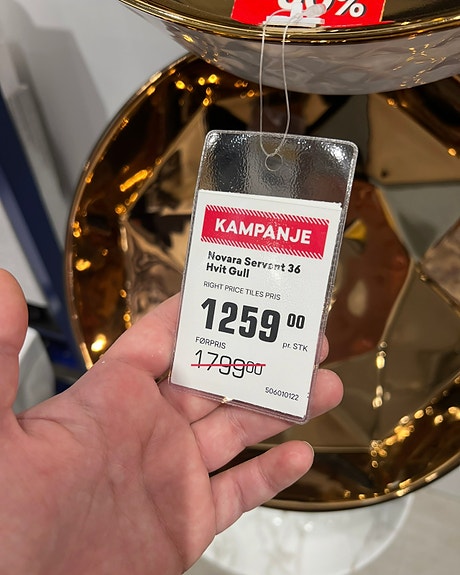 %
KAMPANJE
Novara Servant 36
Hvit Gull
RIGHT PRICE TILES PRIS
1259 00
pr. STK
FØRPRIS
1799 00
506010122